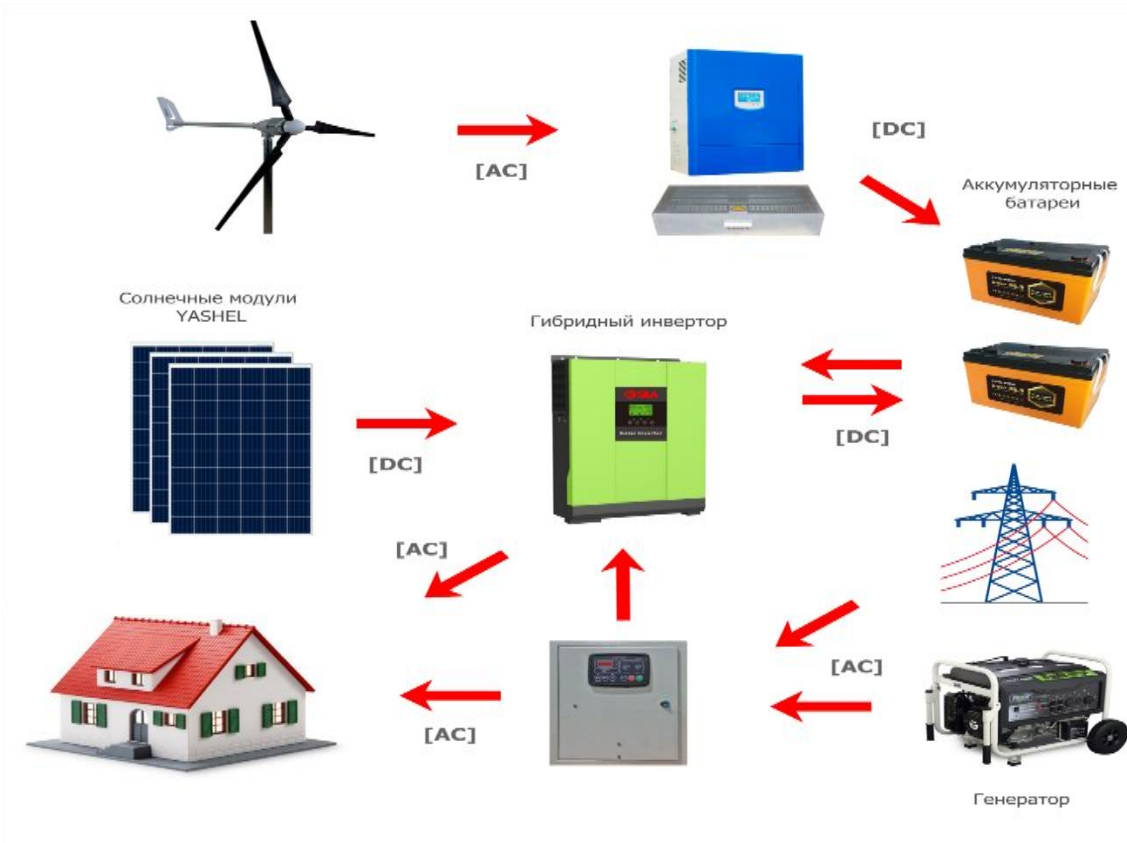 [AC]
[DC]
Аккумуляторные
батареи
Солнечные модули
YASHEL
Гибридный инвертор
[DC]
[DC]
[AC]
[AC]
[AC]
Генератор